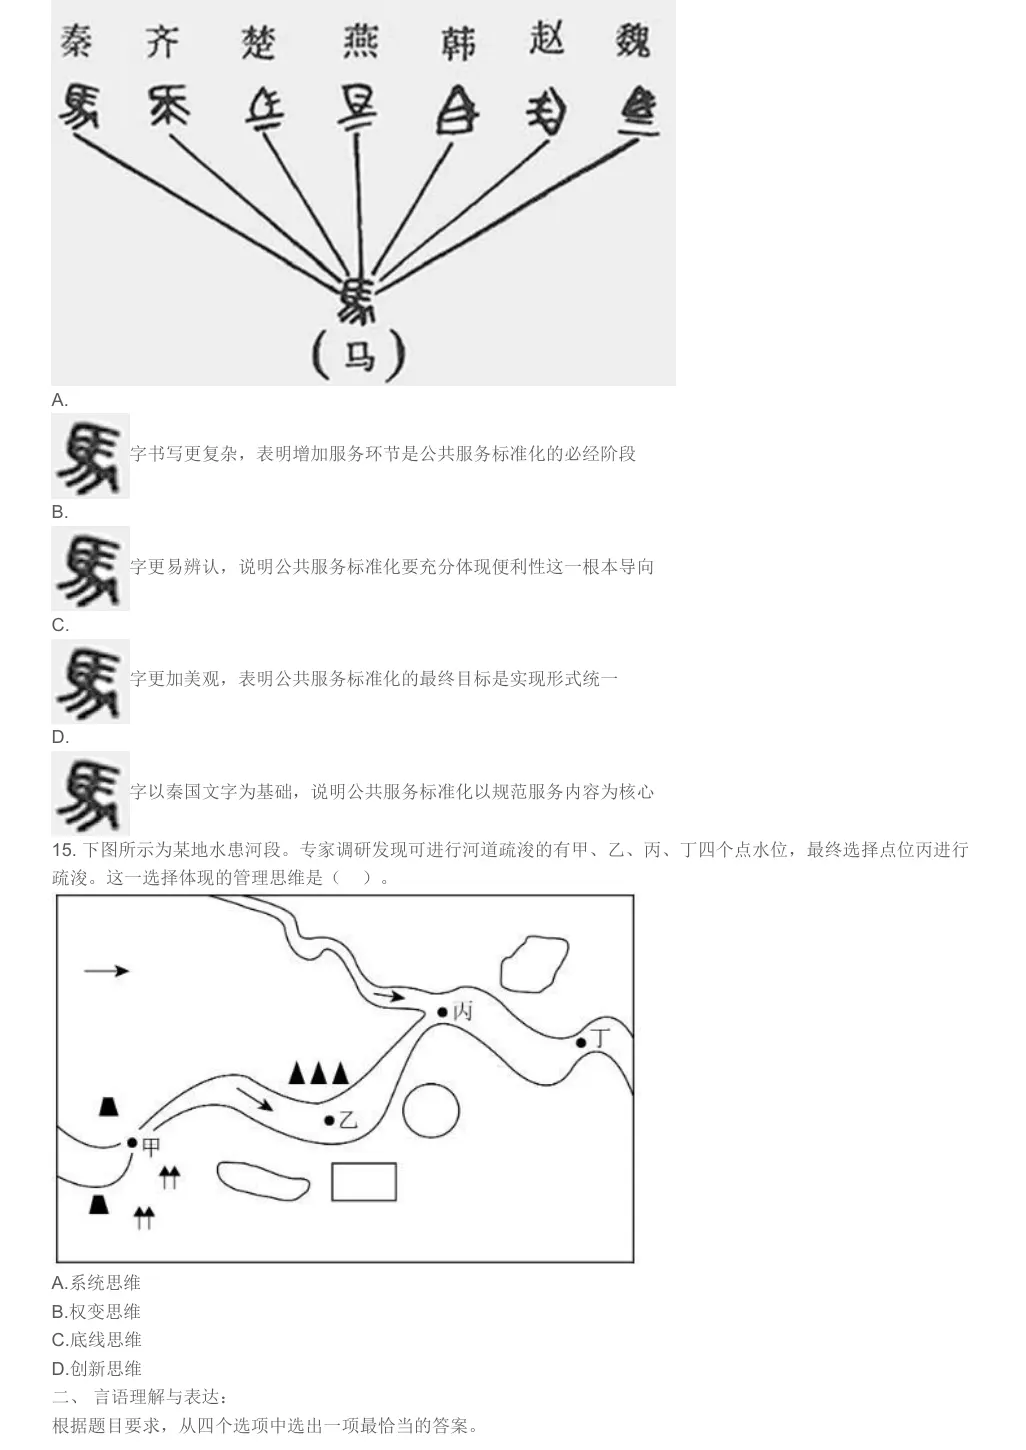 秦 齐 楚 燕 韩 赵 魏
(马)
A.
字书写更复杂，表明增加服务环节是公共服务标准化的必经阶段
B.
字更易辨认，说明公共服务标准化要充分体现便利性这一根本导向
C.
字更加美观，表明公共服务标准化的最终目标是实现形式统一
D.
字以秦国文字为基础，说明公共服务标准化以规范服务内容为核心
15. 下图所示为某地水患河段。专家调研发现可进行河道疏浚的有甲、乙、丙、丁四个点水位，最终选择点位丙进行
疏浚。这一选择体现的管理思维是（ ）。
丙
丁
乙
甲
A.系统思维
B.权变思维
C.底线思维
D.创新思维
二、 言语理解与表达：
根据题目要求，从四个选项中选出一项最恰当的答案。